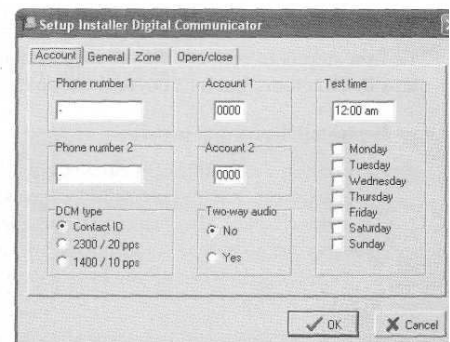 Setup Installer Digital Communicator
Account General Zone Open/close
Phone number 1
-
Account 1
0000
Test time
12:00 am
Phone number 2
-
Account 2
0000
Monday
Tuesday
Wednesday
Thursday
Friday
Saturday
Sunday
DCM type
Contact ID
2300 / 20 pps
1400 / 10 pps
Two-way audio
No
Yes
OK
Cancel